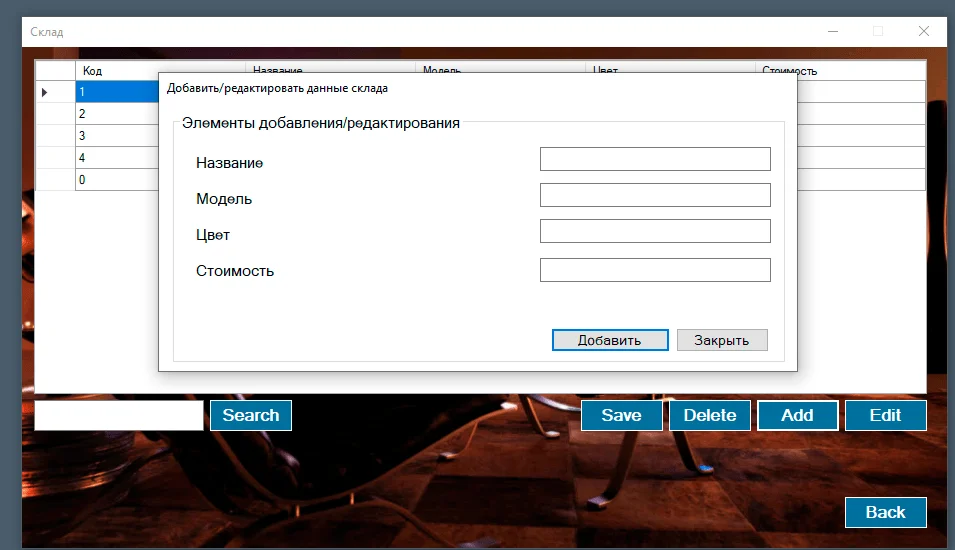 Склад
Код Название Модель Цвет Стоимость
Добавить/редактировать данные склада
1
Элементы добавления/редактирования
2
3
Название
4
0
Модель
Цвет
Стоимость
Добавить Закрыть
Search Save Delete Add Edit
Back